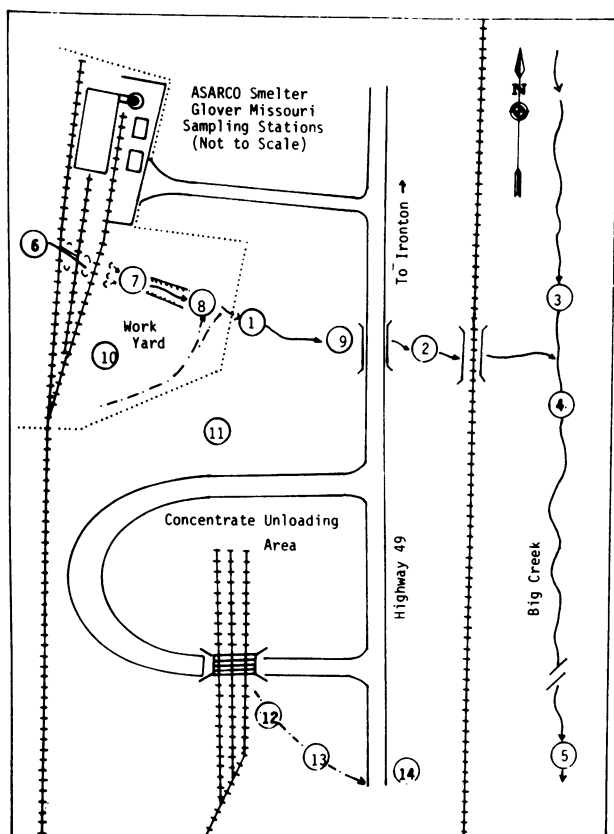 ASARCO Smelter
Glover Missouri
Sampling Stations
(Not to Scale)
N
To Ironton
6
7
8
1
9
2
3
4
Work
Yard
10
11
Concentrate Unloading
Area
Highway 49
Big Creek
12
13
14
5